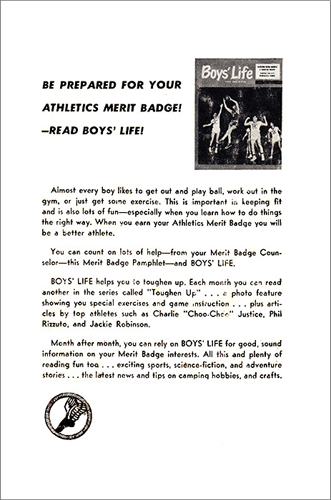 BE PREPARED FOR YOUR
ATHLETICS MERIT BADGE!
—READ BOYS' LIFE!
Boys' Life
Almost every boy likes to get out and play ball, work out in the
gym, or just get some exercise. This is important in keeping fit
and is also lots of fun—especially when you learn how to do things
the right way. When you earn your Athletics Merit Badge you will
be a better athlete.
You can count on lots of help—from your Merit Badge Coun-
selor—this Merit Badge Pamphlet—and BOYS' LIFE.
BOYS' LIFE helps you to toughen up. Each month you can read
another in the series called "Toughen Up" . . . a photo feature
showing you special exercises and game instruction . . . plus arti-
cles by top athletes such as Charlie "Choo-Choo" Justice, Phil
Rizzuto, and Jackie Robinson.
Month after month, you can rely on BOYS' LIFE for good, sound
information on your Merit Badge interests. All this and plenty of
reading fun too . . . exciting sports, science-fiction, and adventure
stories . . . the latest news and tips on camping hobbies, and crafts.